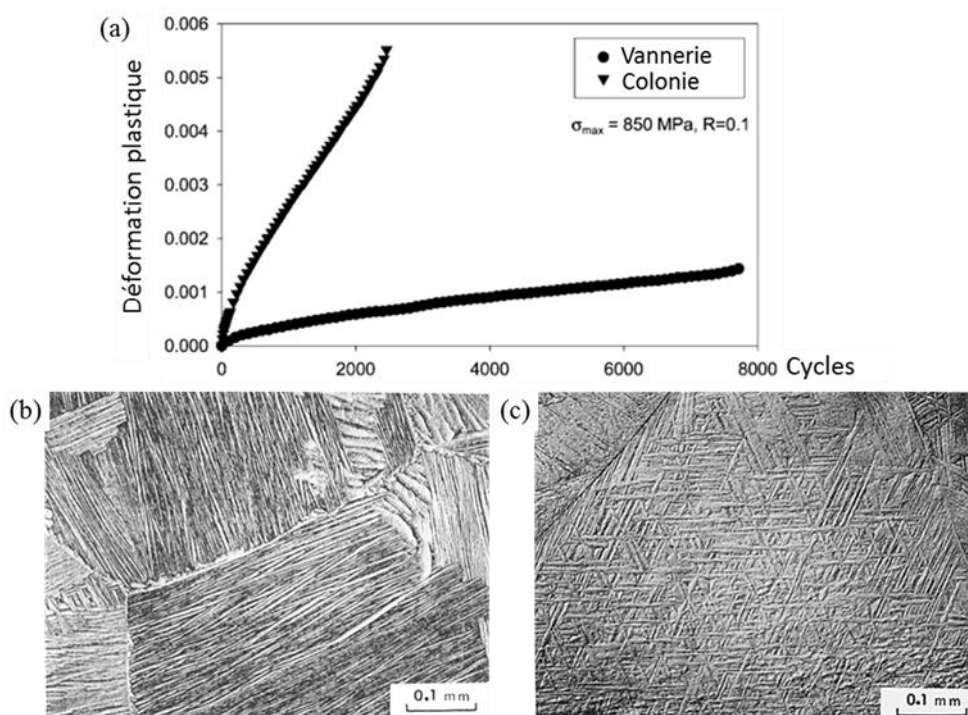 (a)
0.006
0.005
0.004
0.003
0.002
0.001
0.000
Déformation plastique
Vannerie
Colonie
σmax = 850 MPa, R=0.1
0
2000
4000
6000
8000
Cycles
(b)
(c)
0.1 mm
0.1 mm